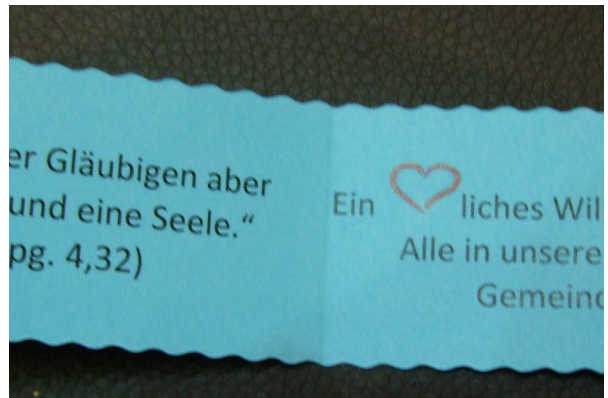 er Gläubigen aber
und eine Seele.“
pg. 4,32)
Ein liches Wil
Alle in unsere
Gemeind